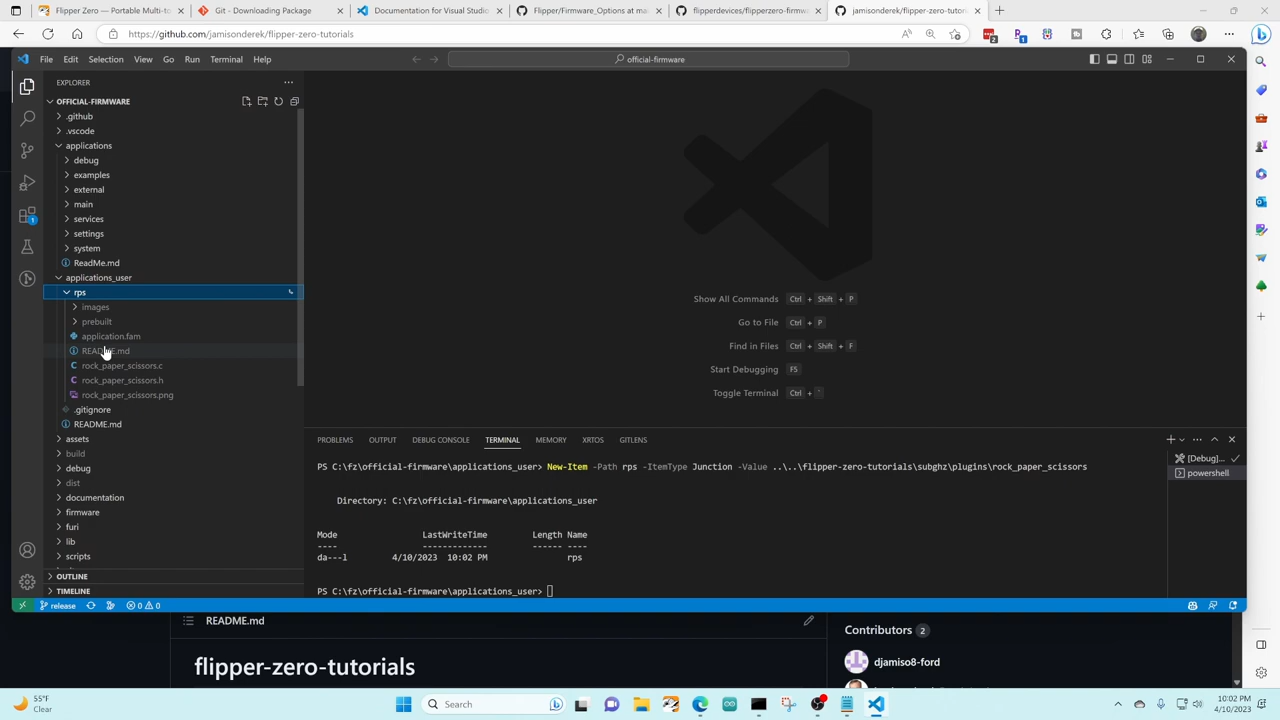 Flipper Zero — Portable Multi-to
Git - Downloading Package
Documentation for Visual Studio
Flipper/Firmware_Options at ma
flipperdevices/flipperzero-firmw
jamisonderek/flipper-zero-tutoria
https://github.com/jamisonderek/flipper-zero-tutorials
File Edit Selection View Go Run Terminal Help
official-firmware
EXPLORER
OFFICIAL-FIRMWARE
.github
.vscode
applications
debug
examples
external
main
services
settings
system
ReadMe.md
applications_user
rps
images
prebuilt
application.fam
README.md
rock_paper_scissors.c
rock_paper_scissors.h
rock_paper_scissors.png
.gitignore
README.md
assets
build
debug
dist
documentation
firmware
furi
lib
scripts
OUTLINE
TIMELINE
Show All Commands Ctrl + Shift + P
Go to File Ctrl + P
Find in Files Ctrl + Shift + F
Start Debugging F5
Toggle Terminal Ctrl + `
PROBLEMS OUTPUT DEBUG CONSOLE TERMINAL MEMORY XRTOS GITLENS
PS C:\fz\official-firmware\applications_user> New-Item -Path rps -ItemType Junction -Value ..\..\flipper-zero-tutorials\subghz\plugins\rock_paper_scissors
Directory: C:\fz\official-firmware\applications_user
Mode LastWriteTime Length Name
---- ------------- ------ ----
da---l 4/10/2023 10:02 PM rps
PS C:\fz\official-firmware\applications_user>
[Debug]...
powershell
release 0 0
README.md
flipper-zero-tutorials
Contributors 2
djamiso8-ford
55°F
Clear
Search
10:02 PM
4/10/2023